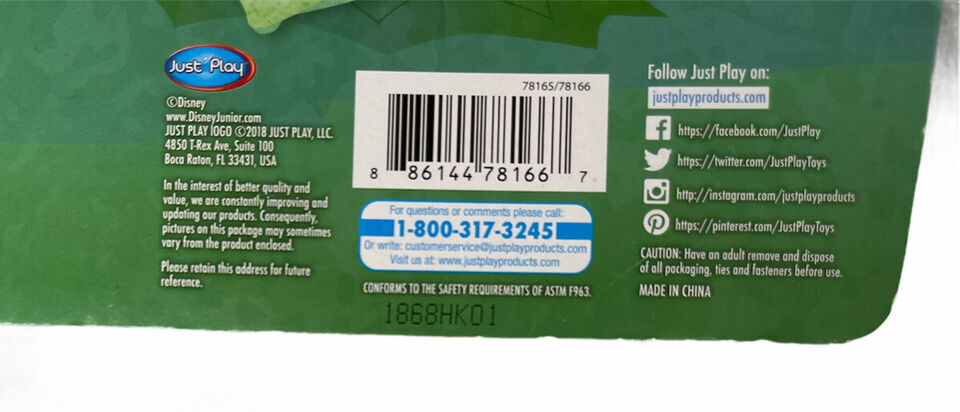 Just Play
©Disney
www.DisneyJunior.com
JUST PLAY LOGO ©2018 JUST PLAY, LLC.
4850 T-Rex Ave, Suite 100
Boca Raton, FL 33431, USA
In the interest of better quality and
value, we are constantly improving and
updating our products. Consequently,
pictures on this package may sometimes
vary from the product enclosed.
Please retain this address for future
reference.
78165/78166
8 86144 78166 7
For questions or comments please call:
1-800-317-3245
Or write: customerservice@justplayproducts.com
Visit us at: www.justplayproducts.com
CONFORMS TO THE SAFETY REQUIREMENTS OF ASTM F963.
1868HK01
Follow Just Play on:
justplayproducts.com
https://facebook.com/JustPlay
https://twitter.com/JustPlayToys
http://instagram.com/justplayproducts
https://pinterest.com/JustPlayToys
CAUTION: Have an adult remove and dispose
of all packaging, ties and fasteners before use.
MADE IN CHINA